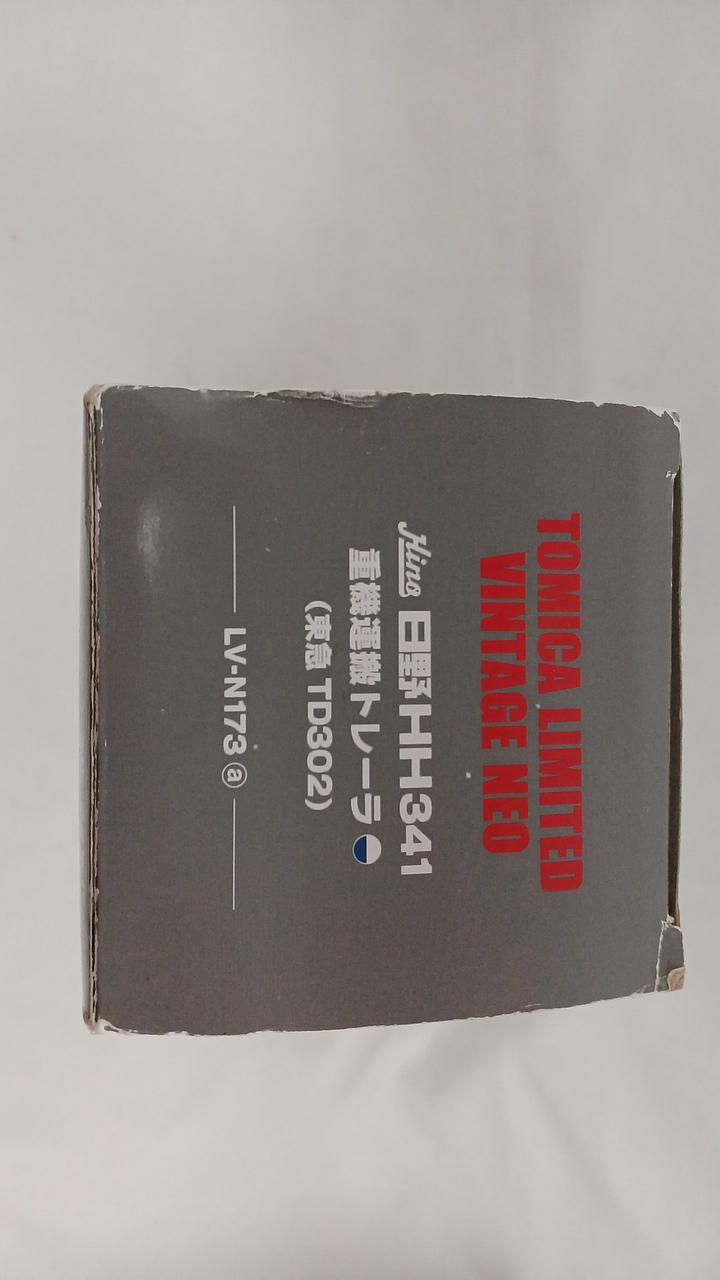 TOMICA LIMITED
VINTAGE NEO
Hino 日野HH341
重機運搬トレーラ
(東急 TD302)
LV-N173 ⓐ